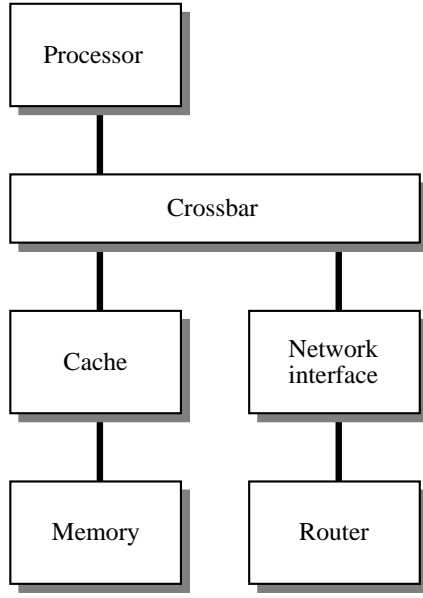 Processor
Crossbar
Cache
Network
interface
Memory
Router